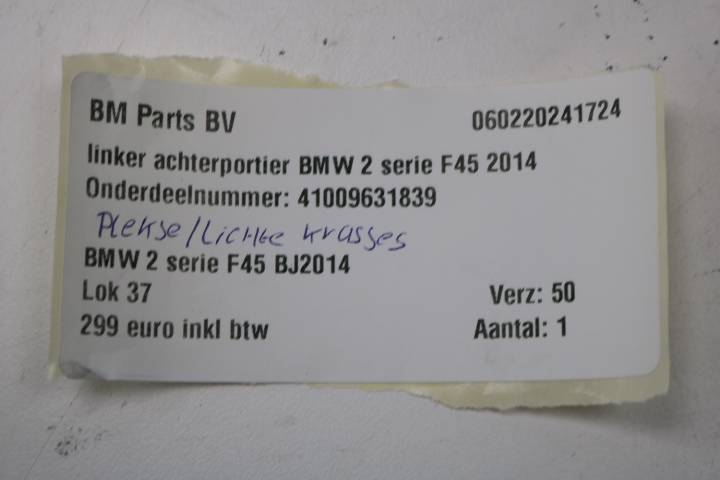 BM Parts BV 060220241724
linker achterportier BMW 2 serie F45 2014
Onderdeelnummer: 41009631839
Plekse/Lichte krasses
BMW 2 serie F45 BJ2014
Lok 37 Verz: 50
299 euro inkl btw Aantal: 1